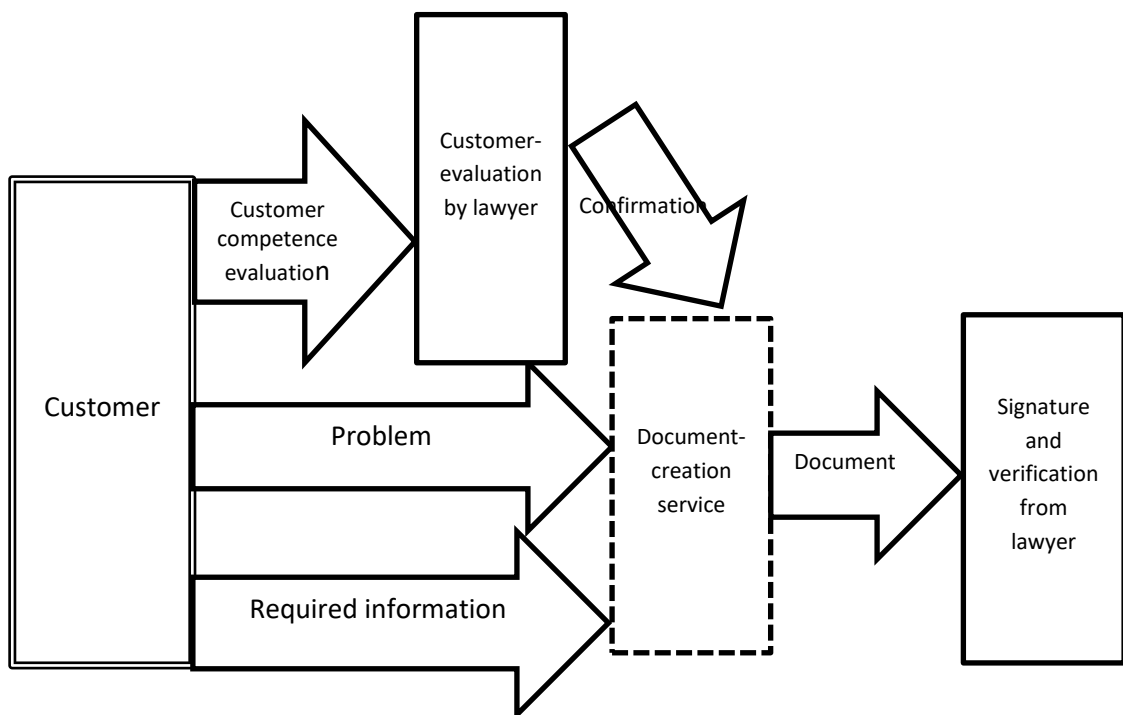 Customer-
evaluation
by lawyer
Confirmation
Customer
competence
evaluation
Customer
Problem
Required information
Document-
creation
service
Document
Signature
and
verification
from
lawyer